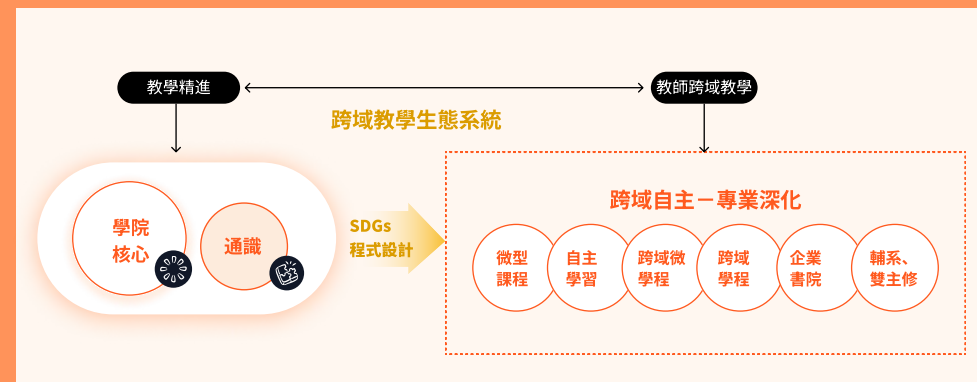 教學精進
教師跨域教學
跨域教學生態系統
學院
核心
通識
SDGs
程式設計
跨域自主－專業深化
微型
課程
自主
學習
跨域微
學程
跨域
學程
企業
書院
輔系、
雙主修